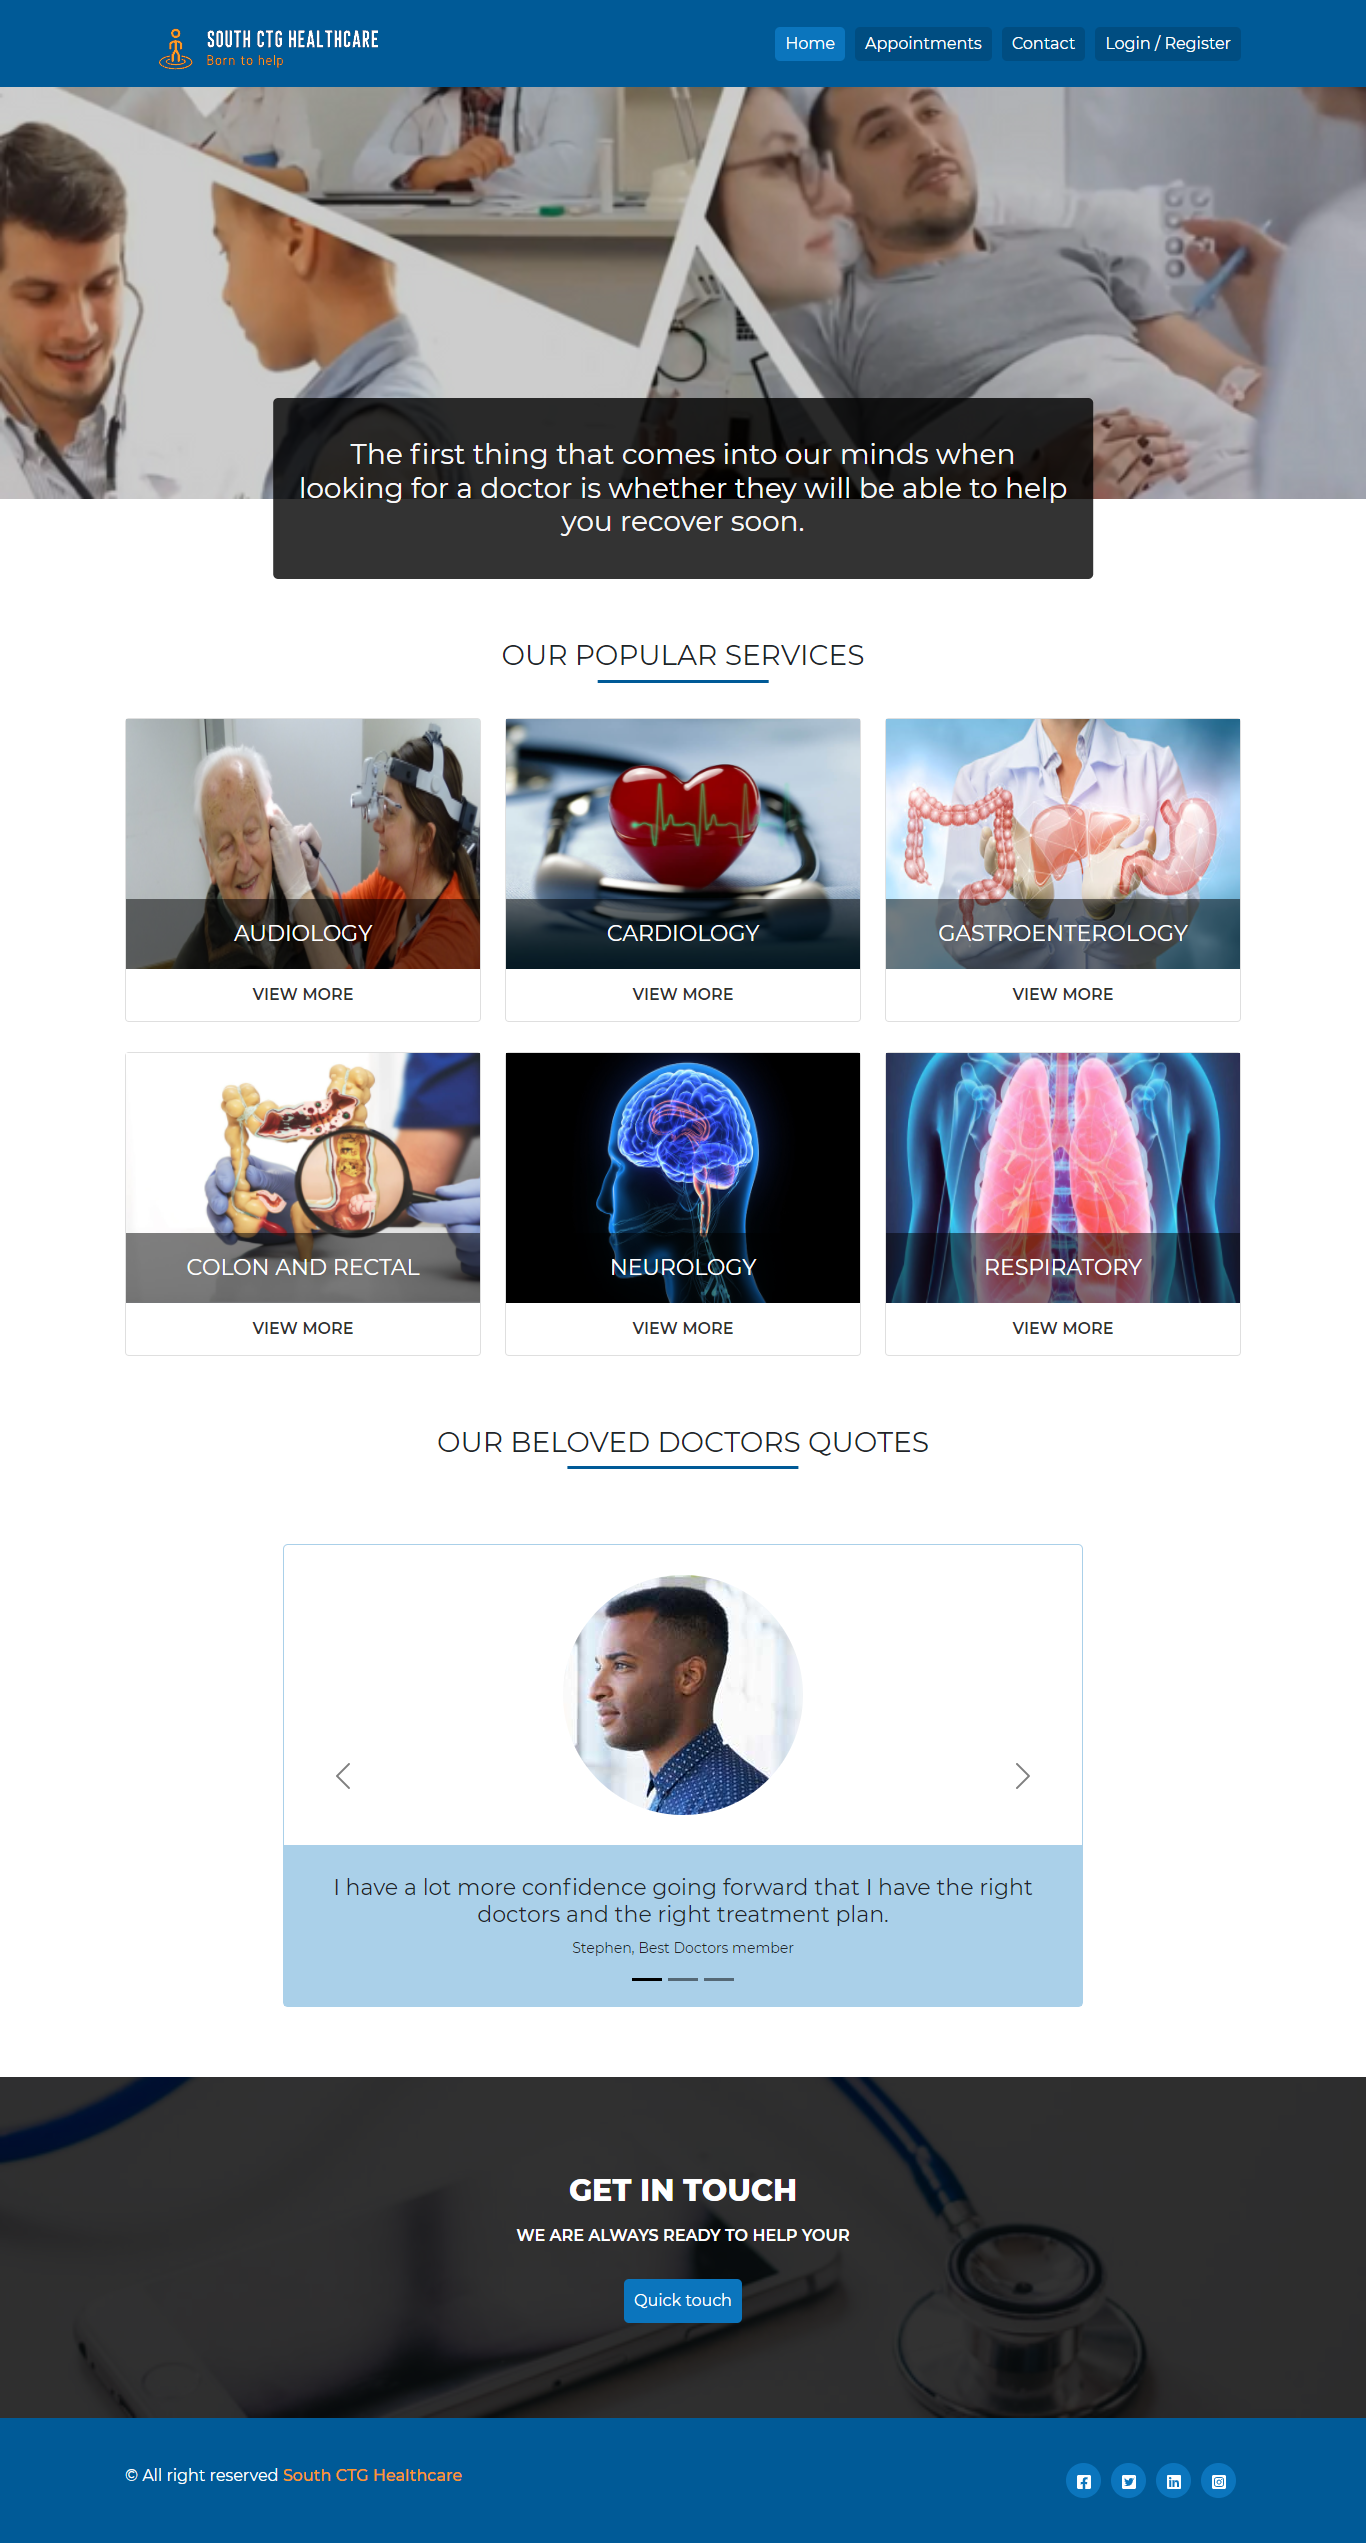 SOUTH CTG HEALTHCARE
Born to help
Home
Appointments
Contact
Login / Register
The first thing that comes into our minds when
looking for a doctor is whether they will be able to help
you recover soon.
OUR POPULAR SERVICES
AUDIOLOGY
CARDIOLOGY
GASTROENTEROLOGY
VIEW MORE
VIEW MORE
VIEW MORE
COLON AND RECTAL
NEUROLOGY
RESPIRATORY
VIEW MORE
VIEW MORE
VIEW MORE
OUR BELOVED DOCTORS QUOTES
I have a lot more confidence going forward that I have the right
doctors and the right treatment plan.
Stephen, Best Doctors member
GET IN TOUCH
WE ARE ALWAYS READY TO HELP YOUR
Quick touch
© All right reserved South CTG Healthcare